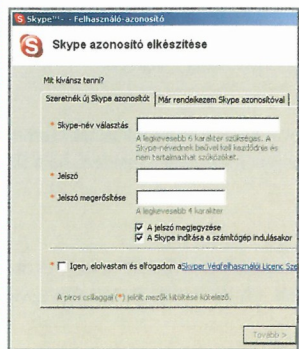 Skype™ - Felhasználó-azonosító
Skype azonosító elkészítése
Mit kívánsz tenni?
Szeretnék új Skype azonosítót
Már rendelkezem Skype azonosítóval
* Skype-név választás
A legkevesebb 6 karakter szükséges. A
Skype-névednek betűvel kell kezdődnie és
nem tartalmazhat szóközöket.
* Jelszó
* Jelszó megerősítése
A legkevesebb 4 karakter
A jelszó megjegyzése
A Skype indítása a számítógép indulásakor
* Igen, elolvastam és elfogadom a Skype Végfelhasználói Licenc Sze
A piros csillaggal (*) jelölt mezők kitöltése kötelező.
Tovább >